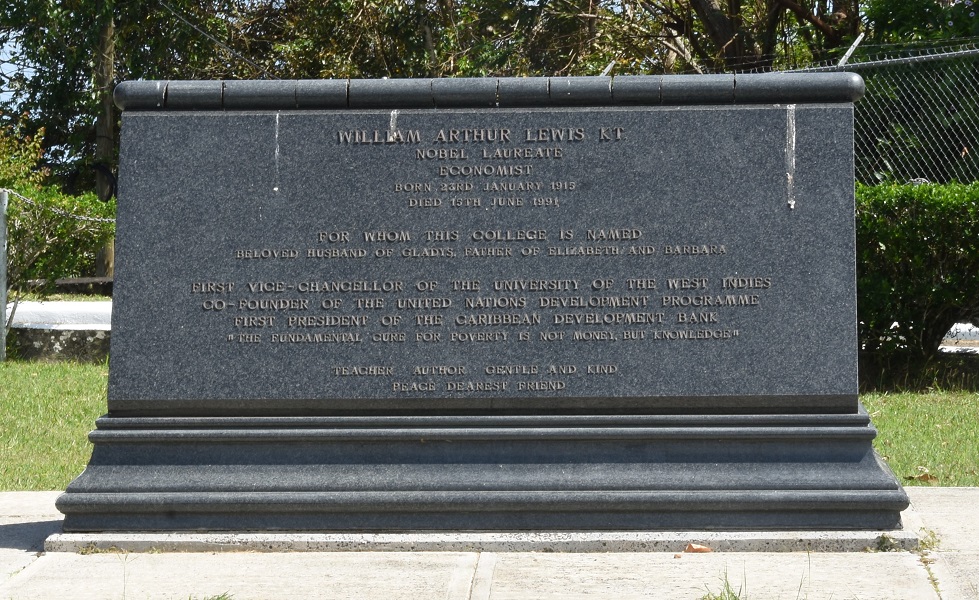 WILLIAM ARTHUR LEWIS KT.
NOBEL LAUREATE
ECONOMIST
BORN 23RD JANUARY 1915
DIED 15TH JUNE 1991
FOR WHOM THIS COLLEGE IS NAMED
BELOVED HUSBAND OF GLADYS, FATHER OF ELIZABETH AND BARBARA
FIRST VICE-CHANCELLOR OF THE UNIVERSITY OF THE WEST INDIES
CO-FOUNDER OF THE UNITED NATIONS DEVELOPMENT PROGRAMME
FIRST PRESIDENT OF THE CARIBBEAN DEVELOPMENT BANK
"THE FUNDAMENTAL CURE FOR POVERTY IS NOT MONEY, BUT KNOWLEDGE"
TEACHER AUTHOR GENTLE AND KIND
PEACE DEAREST FRIEND